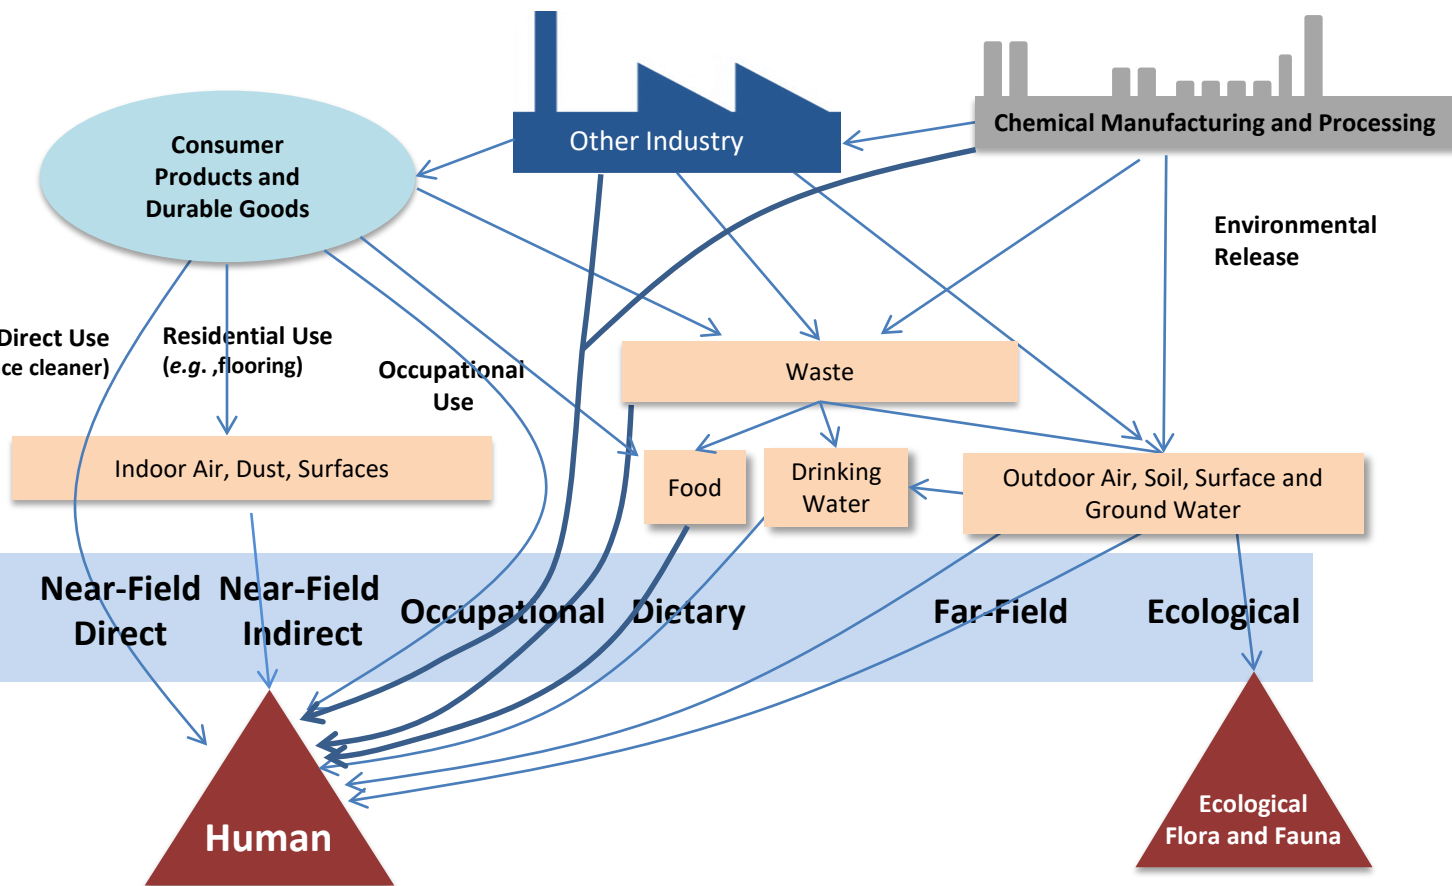 Other Industry
Chemical Manufacturing and Processing
Consumer
Products and
Durable Goods
Environmental
Release
Direct Use
ce cleaner)
Residential Use
(e.g. ,flooring)
Occupational
Use
Waste
Indoor Air, Dust, Surfaces
Food
Drinking
Water
Outdoor Air, Soil, Surface and
Ground Water
Near-Field
Direct
Near-Field
Indirect
Occupational
Dietary
Far-Field
Ecological
Human
Ecological
Flora and Fauna